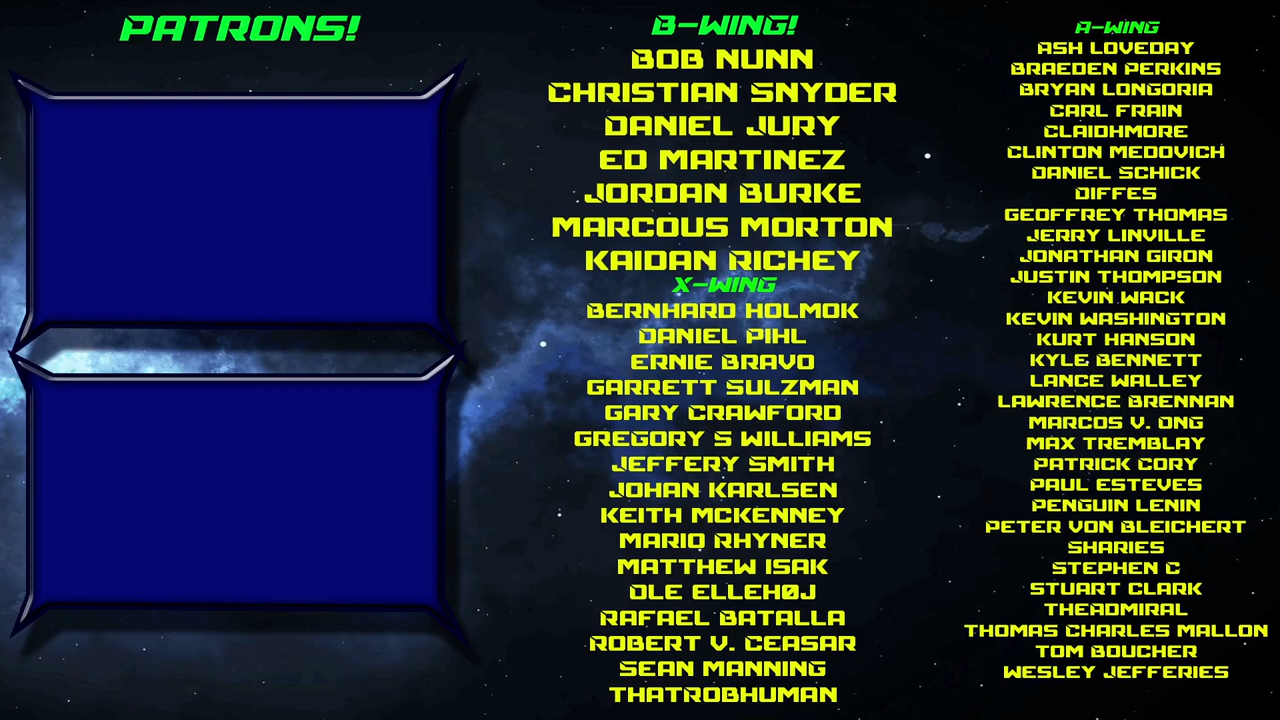 PATRONS!
B-WING!
BOB NUNN
CHRISTIAN SNYDER
DANIEL JURY
ED MARTINEZ
JORDAN BURKE
MARCOUS MORTON
KAIDAN RICHEY
X-WING
BERNHARD HOLMOK
DANIEL PIHL
ERNIE BRAVO
GARRETT SULZMAN
GARY CRAWFORD
GREGORY S WILLIAMS
JEFFERY SMITH
JOHAN KARLSEN
KEITH MCKENNEY
MARIO RHYNER
MATTHEW ISAK
OLE ELLEHØJ
RAFAEL BATALLA
ROBERT V. CEASAR
SEAN MANNING
THATROBHUMAN
A-WING
ASH LOVEDAY
BRAEDEN PERKINS
BRYAN LONGORIA
CARL FRAIN
CLAIDHMORE
CLINTON MEDOVICH
DANIEL SCHICK
DIFFES
GEOFFREY THOMAS
JERRY LINVILLE
JONATHAN GIRON
JUSTIN THOMPSON
KEVIN WACK
KEVIN WASHINGTON
KURT HANSON
KYLE BENNETT
LANCE WALLEY
LAWRENCE BRENNAN
MARCOS V. ONG
MAX TREMBLAY
PATRICK CORY
PAUL ESTEVES
PENGUIN LENIN
PETER VON BLEICHERT
SHARIES
STEPHEN C
STUART CLARK
THEADMIRAL
THOMAS CHARLES MALLON
TOM BOUCHER
WESLEY JEFFERIES